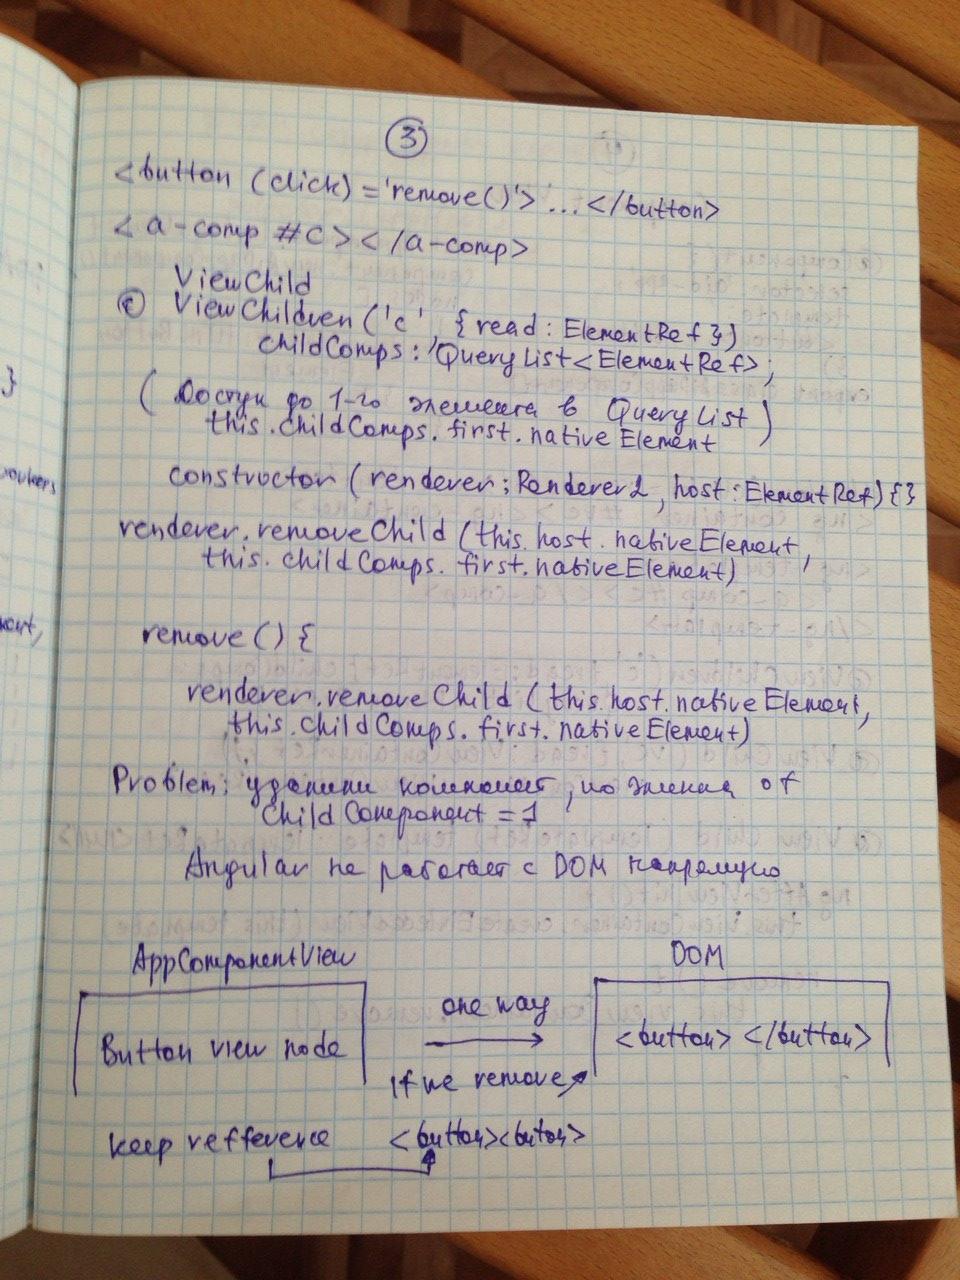 ③
<button (click) = 'remove()'> ... </button>
<a-comp #c></a-comp>
ViewChild
© ViewChildren ('c', {read: ElementRef})
childComps: QueryList<ElementRef>;
(Доступ до 1-го элемента в QueryList)
this.childComps.first.nativeElement
}
constructor (renderer: Renderer2, host: ElementRef) {}
renderer.removeChild (this.host.nativeElement,
this.childComps.first.nativeElement)
remove () {
renderer.removeChild (this.host.nativeElement,
this.childComps.first.nativeElement)
Problem: удалили компонент, но of
Child Component = 1
Angular не работает с DOM напрямую
AppComponentView
DOM
Button view node
one way
<button> </button>
If we remove
keep refference
<button><buton>